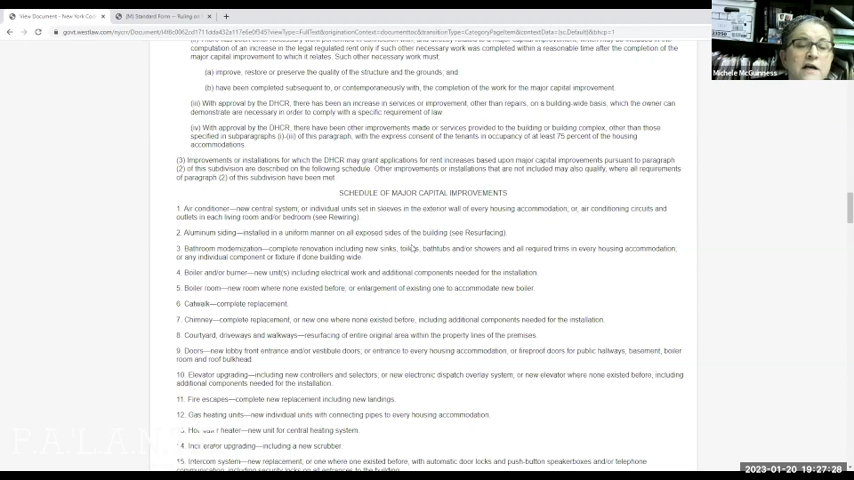 View Document - New York Co
(M) Standard Form -- Ruling on
computation of an increase in the legal regulated rent only if such other necessary work was completed within a reasonable time after the completion of the
major capital improvement to which it relates. Such other necessary work must:
(a) improve, restore or preserve the quality of the structure and the grounds; and
(b) have been completed subsequent to, or contemporaneously with, the completion of the work for the major capital improvement.
(iii) With approval by the DHCR, there has been an increase in services or improvement, other than repairs, on a building-wide basis, which the owner can
demonstrate are necessary in order to comply with a specific requirement of law.
(iv) With approval by the DHCR, there have been other improvements made or services provided to the building or building complex, other than those
specified in subparagraphs (i)-(iii) of this paragraph, with the express consent of the tenants in occupancy of at least 75 percent of the housing
accommodations.
(3) Improvements or installations for which the DHCR may grant applications for rent increases based upon major capital improvements pursuant to paragraph
(2) of this subdivision are described on the following schedule. Other improvements or installations that are not included may also qualify, where all requirements
of paragraph (2) of this subdivision have been met.
SCHEDULE OF MAJOR CAPITAL IMPROVEMENTS
1. Air conditioner—new central system; or individual units set in sleeves in the exterior wall of every housing accommodation; or, air conditioning circuits and
outlets in each living room and/or bedroom (see Rewiring).
2. Aluminum siding—installed in a uniform manner on all exposed sides of the building (see Resurfacing).
3. Bathroom modernization—complete renovation including new sinks, toilets, bathtubs and/or showers and all required trims in every housing accommodation,
or any individual component or fixture if done building wide.
4. Boiler and/or burner—new unit(s) including electrical work and additional components needed for the installation.
5. Boiler room—new room where none existed before; or enlargement of existing one to accommodate new boiler.
6. Catwalk—complete replacement.
7. Chimney—complete replacement, or new one where none existed before, including additional components needed for the installation.
8. Courtyard, driveways and walkways—resurfacing of entire original area within the property lines of the premises.
9. Doors—new lobby front entrance and/or vestibule doors; or entrance to every housing accommodation, or fireproof doors for public hallways, basement, boiler
room and roof bulkhead.
10. Elevator upgrading—including new controllers and selectors; or new electronic dispatch overlay system; or new elevator where none existed before, including
additional components needed for the installation.
11. Fire escapes—complete new replacement including new landings.
12. Gas heating units—new individual units with connecting pipes to every housing accommodation.
heater—new unit for central heating system.
14. Incinerator upgrading—including a new scrubber.
15. Intercom system—new replacement, or one where none existed before, with automatic door locks and push-button speakerboxes and/or telephone
communication, including security locks on all entrances to the building.
Michele McGuinness
F.A.L.A.N
2023-01-20 19:27:28